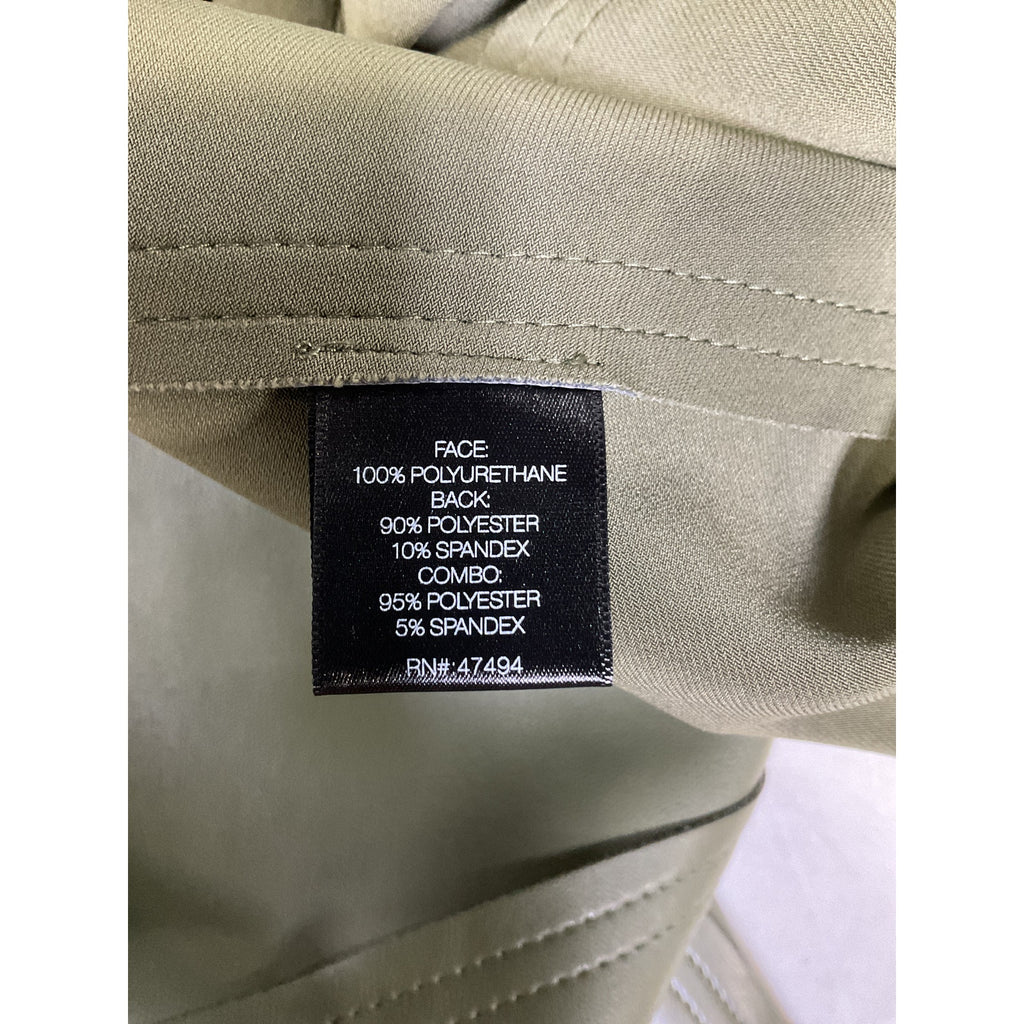 FACE:
100% POLYURETHANE
BACK:
90% POLYESTER
10% SPANDEX
COMBO:
95% POLYESTER
5% SPANDEX
RN#: 47494